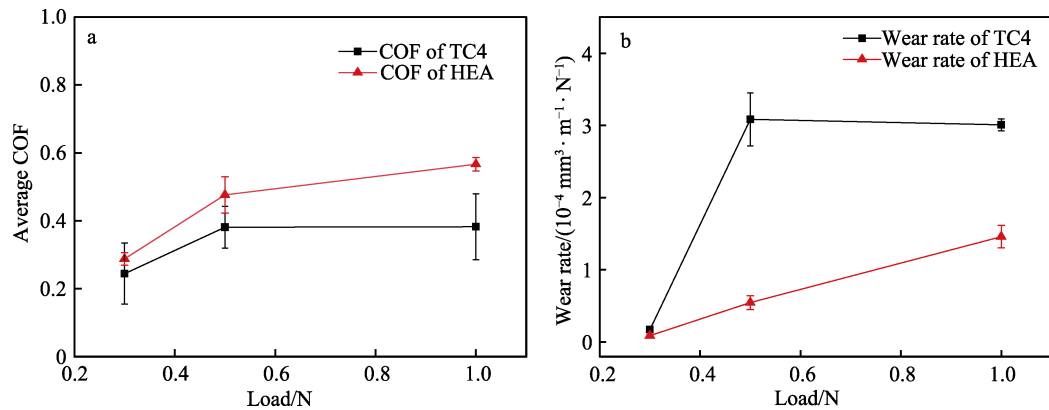 a
COF of TC4
COF of HEA
1.0
0.8
0.6
0.4
0.2
0
Average COF
0.2 0.4 0.6 0.8 1.0
Load/N
b
Wear rate of TC4
Wear rate of HEA
4
3
2
1
0
Wear rate/(10⁻⁴ mm³ · m⁻¹ · N⁻¹)
0.2 0.4 0.6 0.8 1.0
Load/N